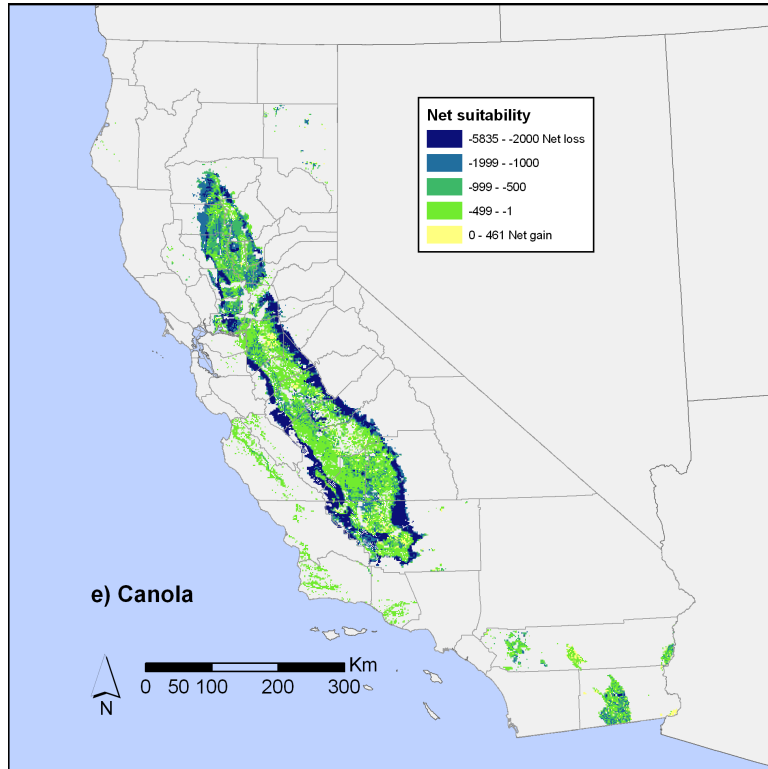 Net suitability
-5835 - -2000 Net loss
-1999 - -1000
-999 - -500
-499 - -1
0 - 461 Net gain
e) Canola
Km
0 50 100 200 300
N